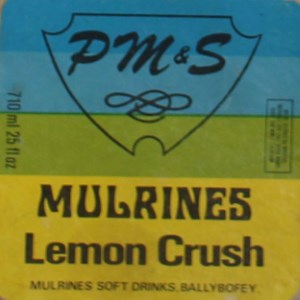 PM&S
710 ml 25 fl oz
MULRINES
Lemon Crush
MULRINES SOFT DRINKS, BALLYBOFEY